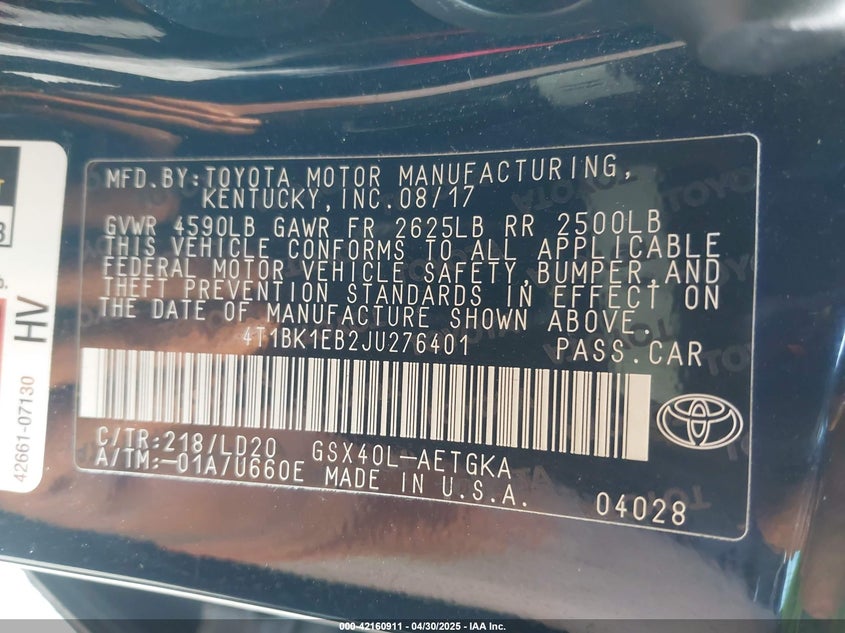 MFD.BY:TOYOTA MOTOR MANUFACTURING,
KENTUCKY,INC.08/17
GVWR 4590LB GAWR FR 2625LB RR 2500LB
THIS VEHICLE CONFORMS TO ALL APPLICABLE
FEDERAL MOTOR VEHICLE SAFETY,BUMPER,AND
THEFT PREVENTION STANDARDS IN EFFECT ON
THE DATE OF MANUFACTURE SHOWN ABOVE.
4T1BK1EB2JU276401 PASS.CAR
C/TR:218/LD20 GSX40L-AETGKA
A/TM:-01A/U660E MADE IN U.S.A.
04028
HV
42661-07130
000-42160911 - 04/30/2025 - IAA Inc.